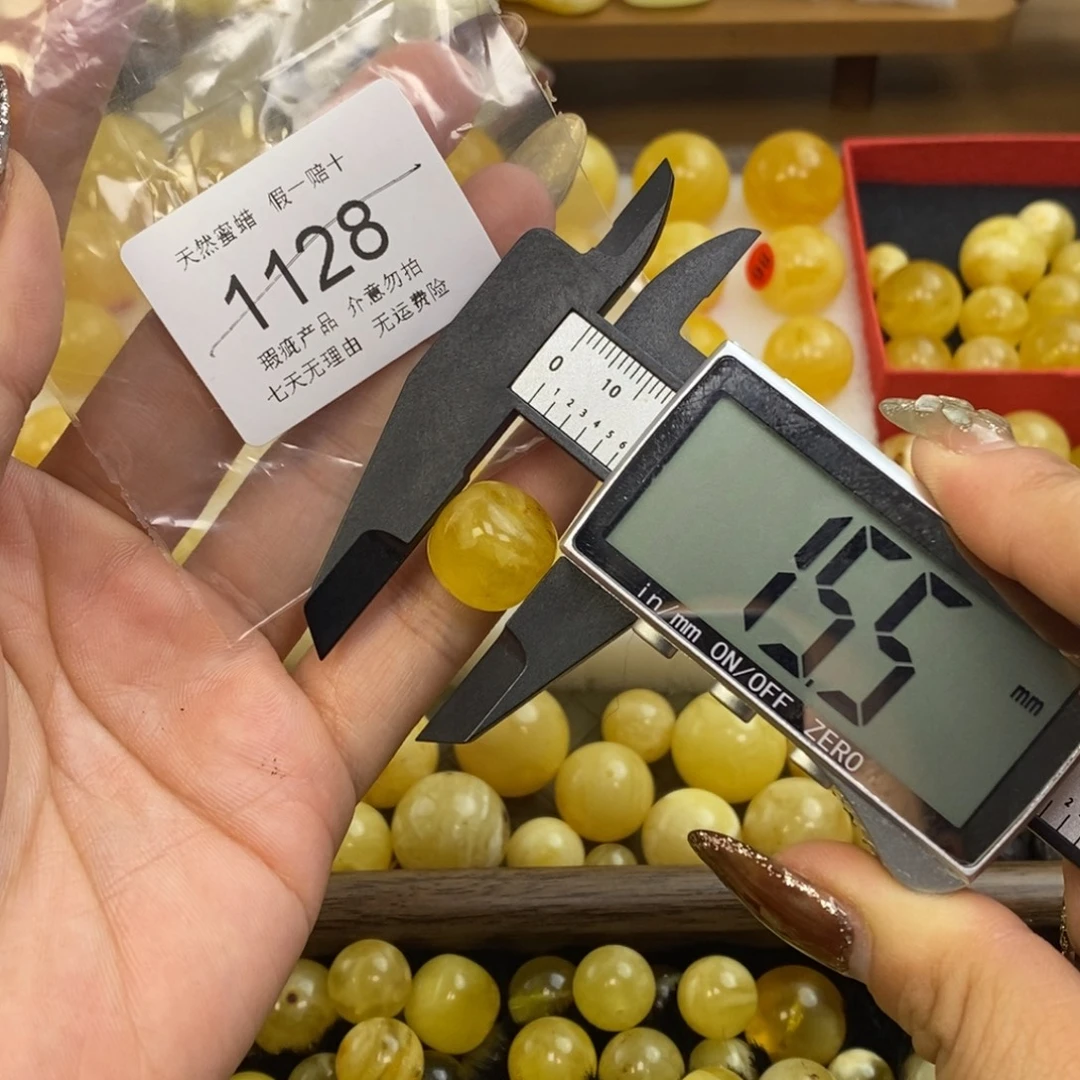 天然蜜蜡 假一赔十
1128
瑕疵产品 介意勿拍
七天无理由 无运费险
0 10
1 2 3 4 5 6
15.5
mm
in/mm ON/OFF ZERO
2